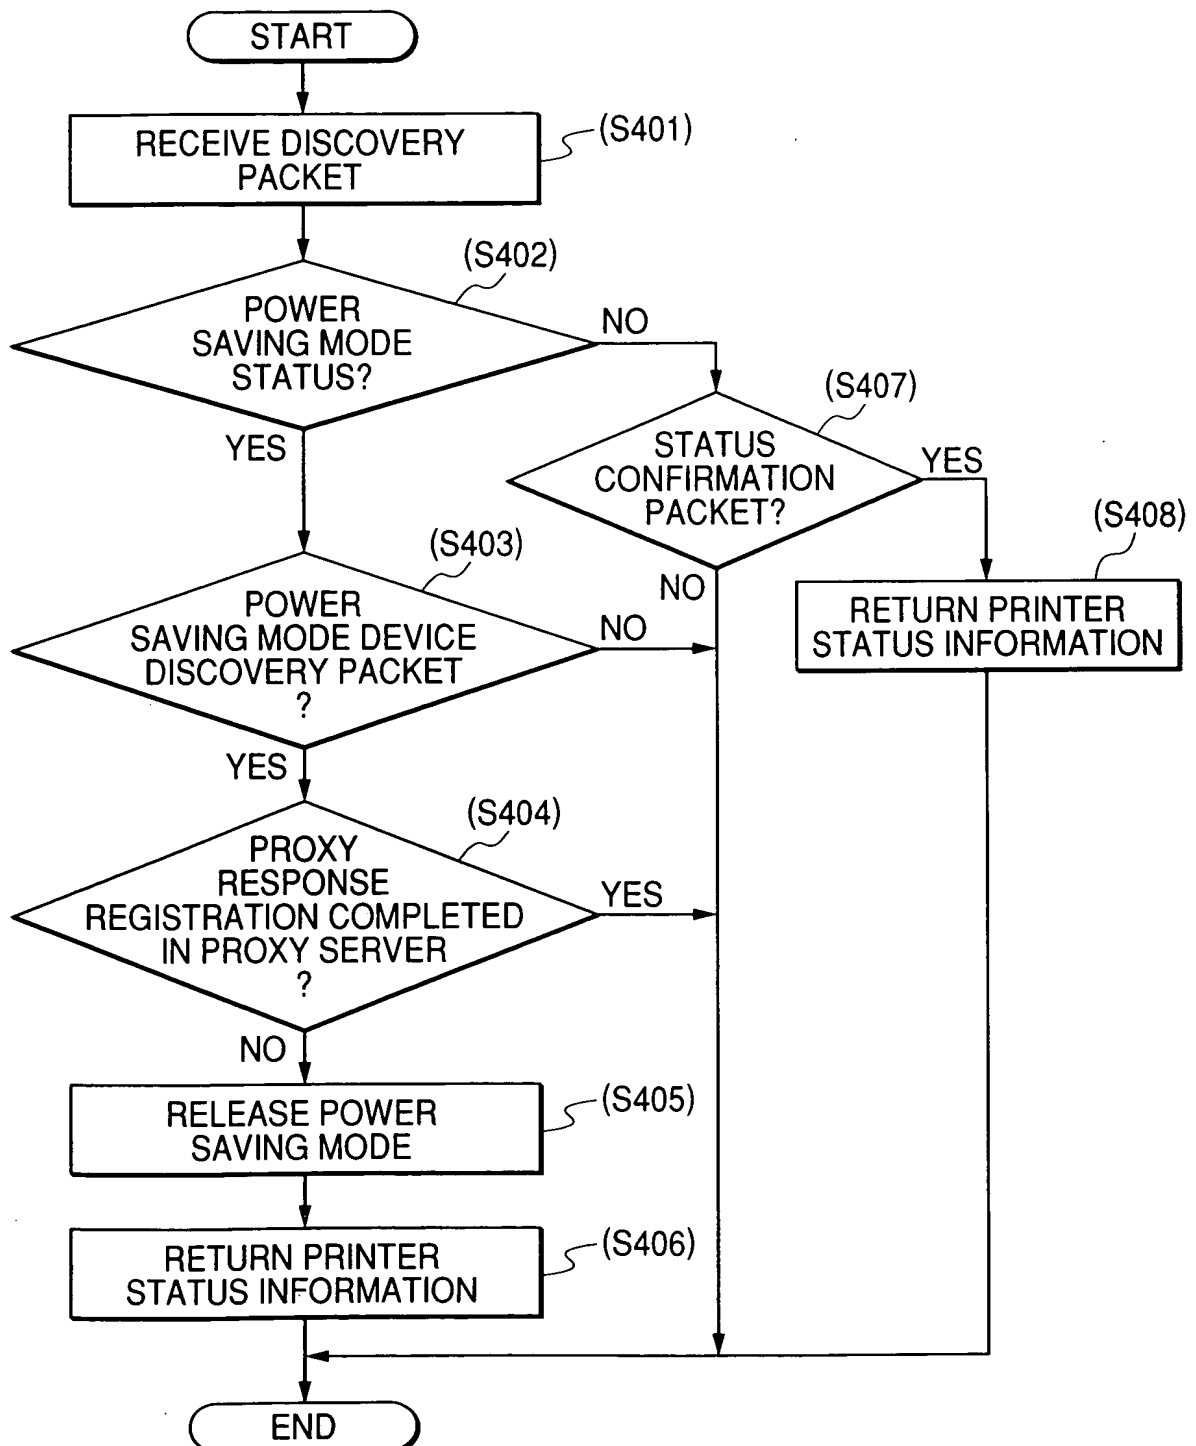 START
RECEIVE DISCOVERY
PACKET
(S401)
POWER
SAVING MODE
STATUS?
(S402)
NO
YES
STATUS
CONFIRMATION
PACKET?
(S407)
YES
NO
RETURN PRINTER
STATUS INFORMATION
(S408)
POWER
SAVING MODE DEVICE
DISCOVERY PACKET
?
(S403)
NO
YES
PROXY
RESPONSE
REGISTRATION COMPLETED
IN PROXY SERVER
?
(S404)
YES
NO
RELEASE POWER
SAVING MODE
(S405)
RETURN PRINTER
STATUS INFORMATION
(S406)
END